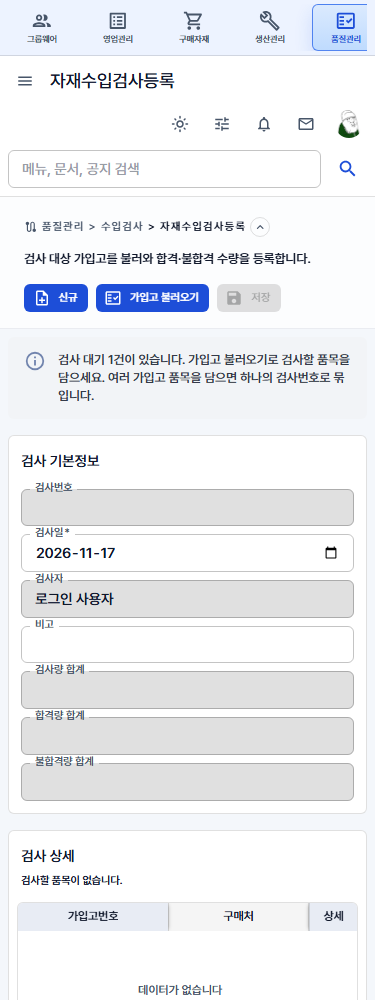 그룹웨어
영업관리
구매자재
생산관리
품질관리
자재수입검사등록
메뉴, 문서, 공지 검색
품질관리 > 수입검사 > 자재수입검사등록
검사 대상 가입고를 불러와 합격·불합격 수량을 등록합니다.
신규
가입고 불러오기
저장
검사 대기 1건이 있습니다. 가입고 불러오기로 검사할 품목을
담으세요. 여러 가입고 품목을 담으면 하나의 검사번호로 묶
입니다.
검사 기본정보
검사번호
검사일*
2026-11-17
검사자
로그인 사용자
비고
검사량 합계
합격량 합계
불합격량 합계
검사 상세
검사할 품목이 없습니다.
가입고번호 구매처 상세
데이터가 없습니다